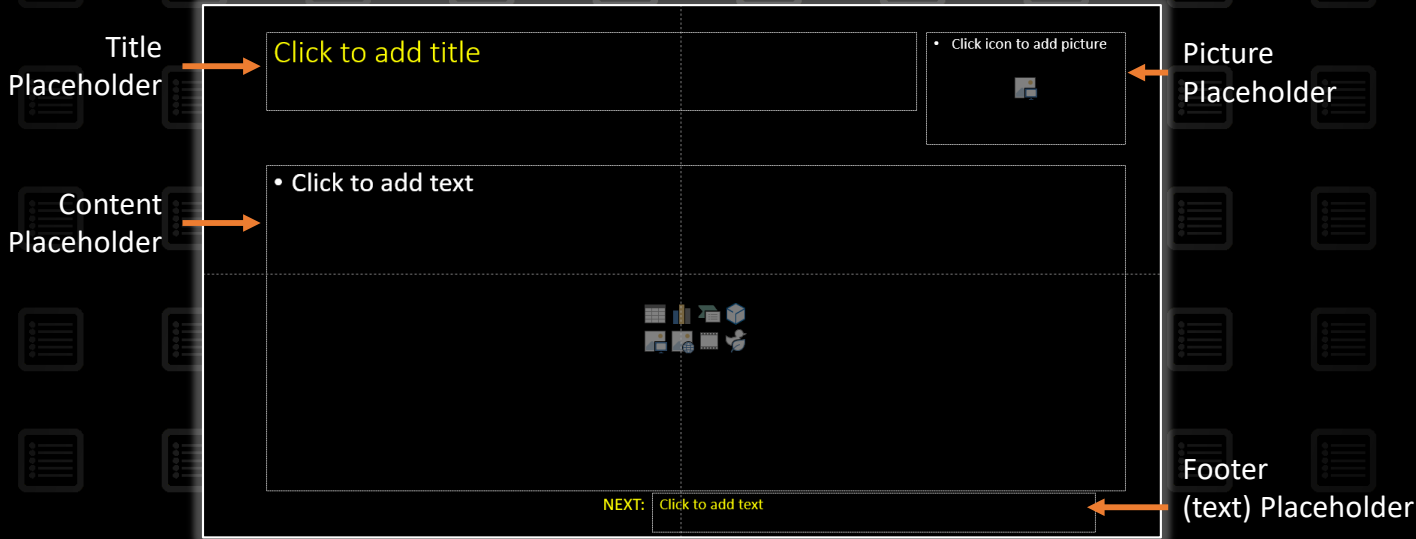 Title
Placeholder
Click to add title
• Click icon to add picture
Picture
Placeholder
Content
Placeholder
• Click to add text
NEXT:
Click to add text
Footer
(text) Placeholder